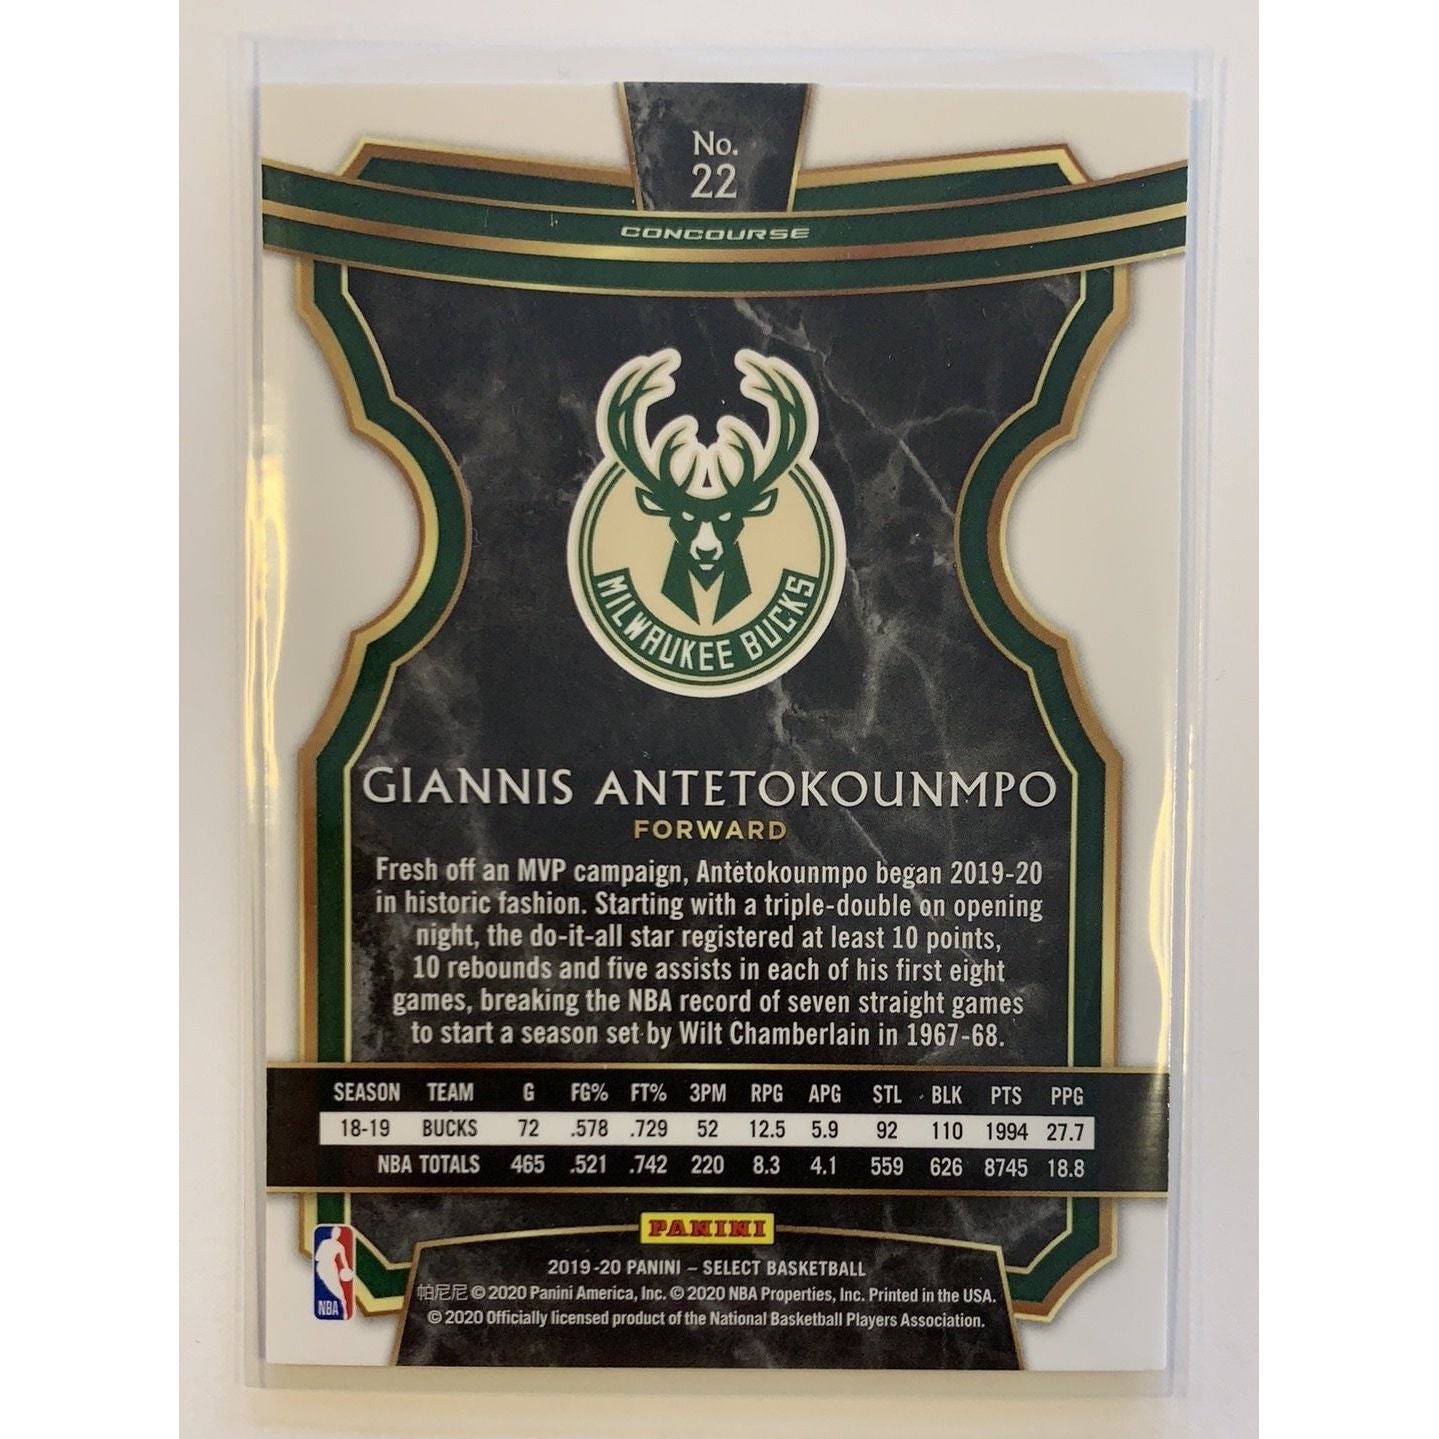 No.
22
CONCOURSE
MILWAUKEE BUCKS
GIANNIS ANTETOKOUNMPO
FORWARD
Fresh off an MVP campaign, Antetokounmpo began 2019-20
in historic fashion. Starting with a triple-double on opening
night, the do-it-all star registered at least 10 points,
10 rebounds and five assists in each of his first eight
games, breaking the NBA record of seven straight games
to start a season set by Wilt Chamberlain in 1967-68.
SEASON TEAM G FG% FT% 3PM RPG APG STL BLK PTS PPG
18-19 BUCKS 72 .578 .729 52 12.5 5.9 92 110 1994 27.7
NBA TOTALS 465 .521 .742 220 8.3 4.1 559 626 8745 18.8
PANINI
2019-20 PANINI – SELECT BASKETBALL
帕尼尼 © 2020 Panini America, Inc. © 2020 NBA Properties, Inc. Printed in the USA.
© 2020 Officially licensed product of the National Basketball Players Association.
NBA